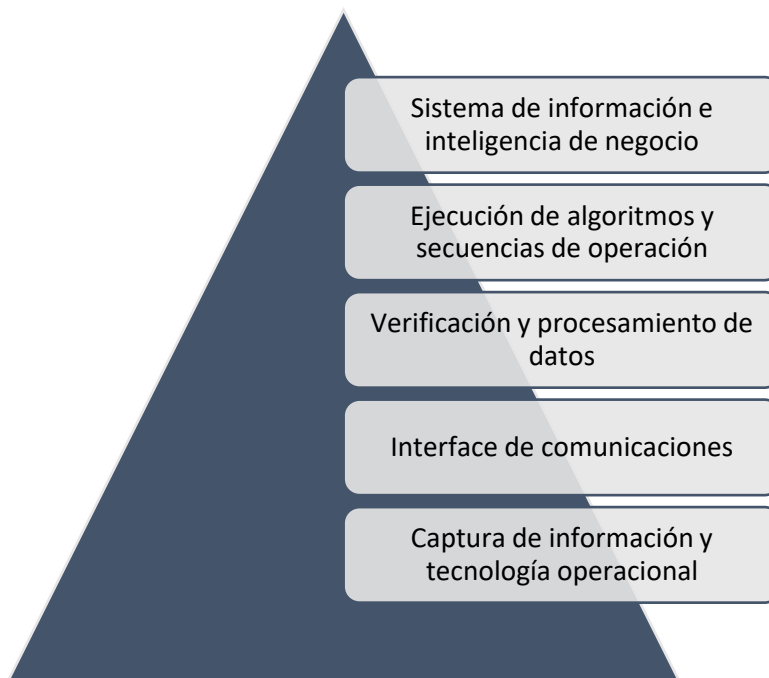 Sistema de información e
inteligencia de negocio
Ejecución de algoritmos y
secuencias de operación
Verificación y procesamiento de
datos
Interface de comunicaciones
Captura de información y
tecnología operacional